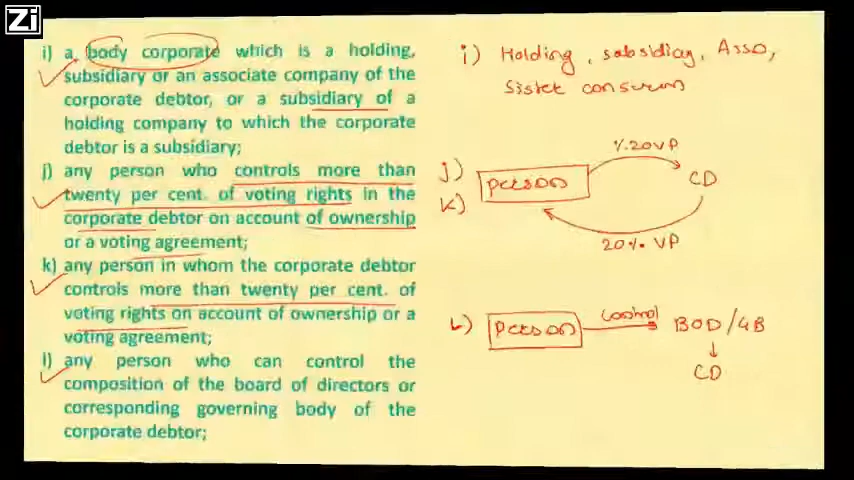 Zi
i) a body corporate which is a holding,
subsidiary or an associate company of the
corporate debtor, or a subsidiary of a
holding company to which the corporate
debtor is a subsidiary;
j) any person who controls more than
twenty per cent. of voting rights in the
corporate debtor on account of ownership
or a voting agreement;
k) any person in whom the corporate debtor
controls more than twenty per cent. of
voting rights on account of ownership or a
voting agreement;
l) any person who can control the
composition of the board of directors or
corresponding governing body of the
corporate debtor;
i) Holding, subsidiary, Asso,
Sister
j)
k)
person
20 VP
CD
20% VP
L) person control BOD/GB
CD